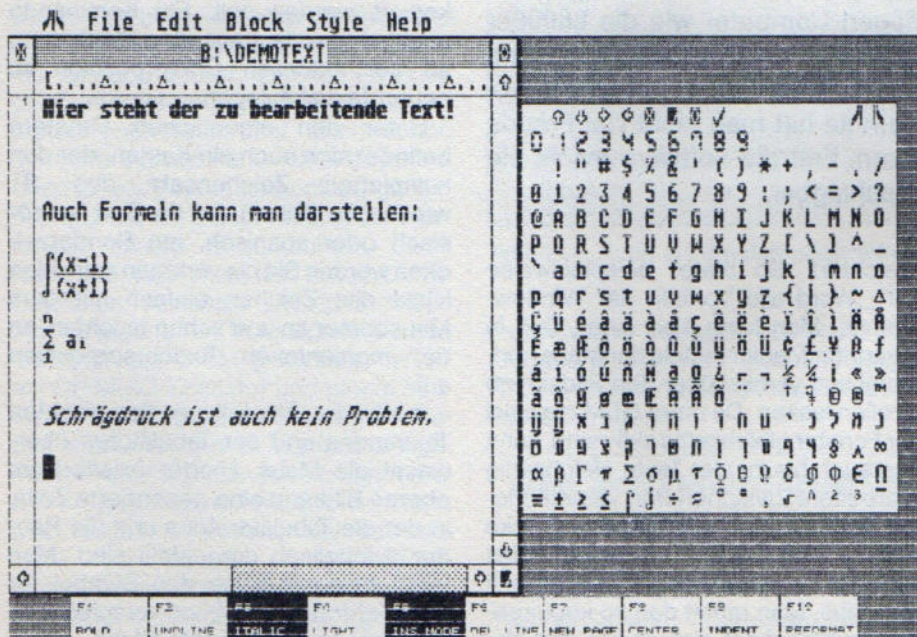 File Edit Block Style Help
B:\DEMOTEXT
Hier steht der zu bearbeitende Text!
Auch Formeln kann man darstellen:
∫(x-1)
(x+1)
n
Σ ai
i
Schrägdruck ist auch kein Problem.
0 1 2 3 4 5 6 7 8 9
! " # $ % & ' ( ) * + , - . /
0 1 2 3 4 5 6 7 8 9 : ; < = > ?
@ A B C D E F G H I J K L M N O
P Q R S T U V W X Y Z [ \ ] ^ _
` a b c d e f g h i j k l m n o
p q r s t u v w x y z { | } ~ Δ
Ç ü é â ä à å ç ê ë è ï î ì Ä Å
É æ Æ ô ö ò û ù ÿ ö Ü ¢ £ ¥ ß ƒ
F1 BOLD
F2 UNDLINE
F3 ITALIC
F4 LIGHT
F5 INS MODE
F6 DEL LINE
F7 NEW PAGE
F8 CENTER
F9 INDENT
F10 REFORMAT